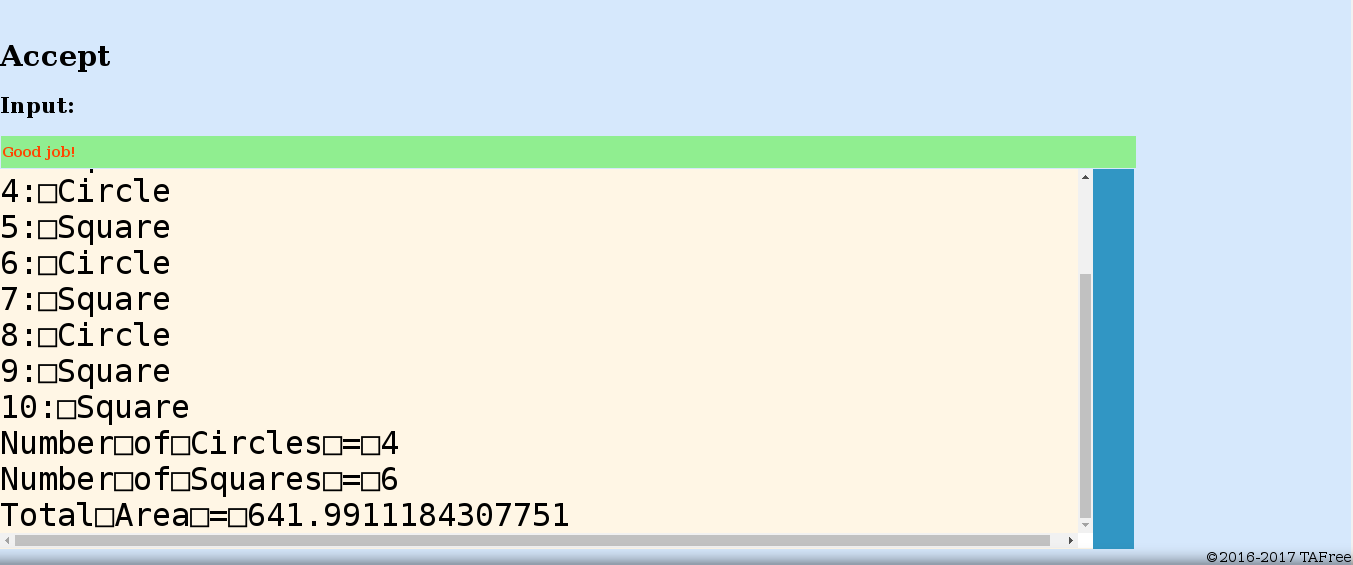 Accept
Input:
Good job!
4:□Circle
5:□Square
6:□Circle
7:□Square
8:□Circle
9:□Square
10:□Square
Number□of□Circles□=□4
Number□of□Squares□=□6
Total□Area□=□641.9911184307751
©2016-2017 TAFree